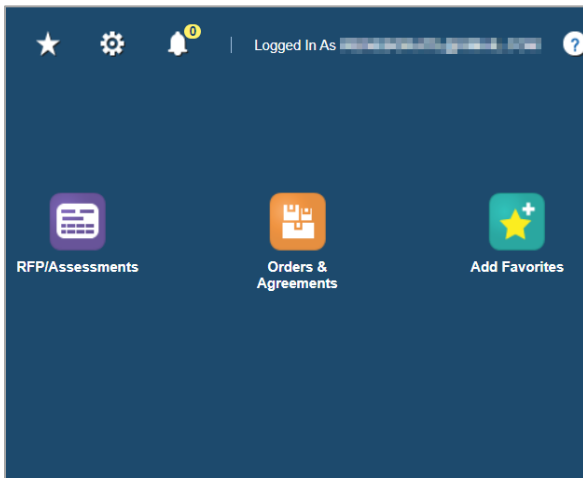 0
Logged In As
?
RFP/Assessments
Orders &
Agreements
Add Favorites